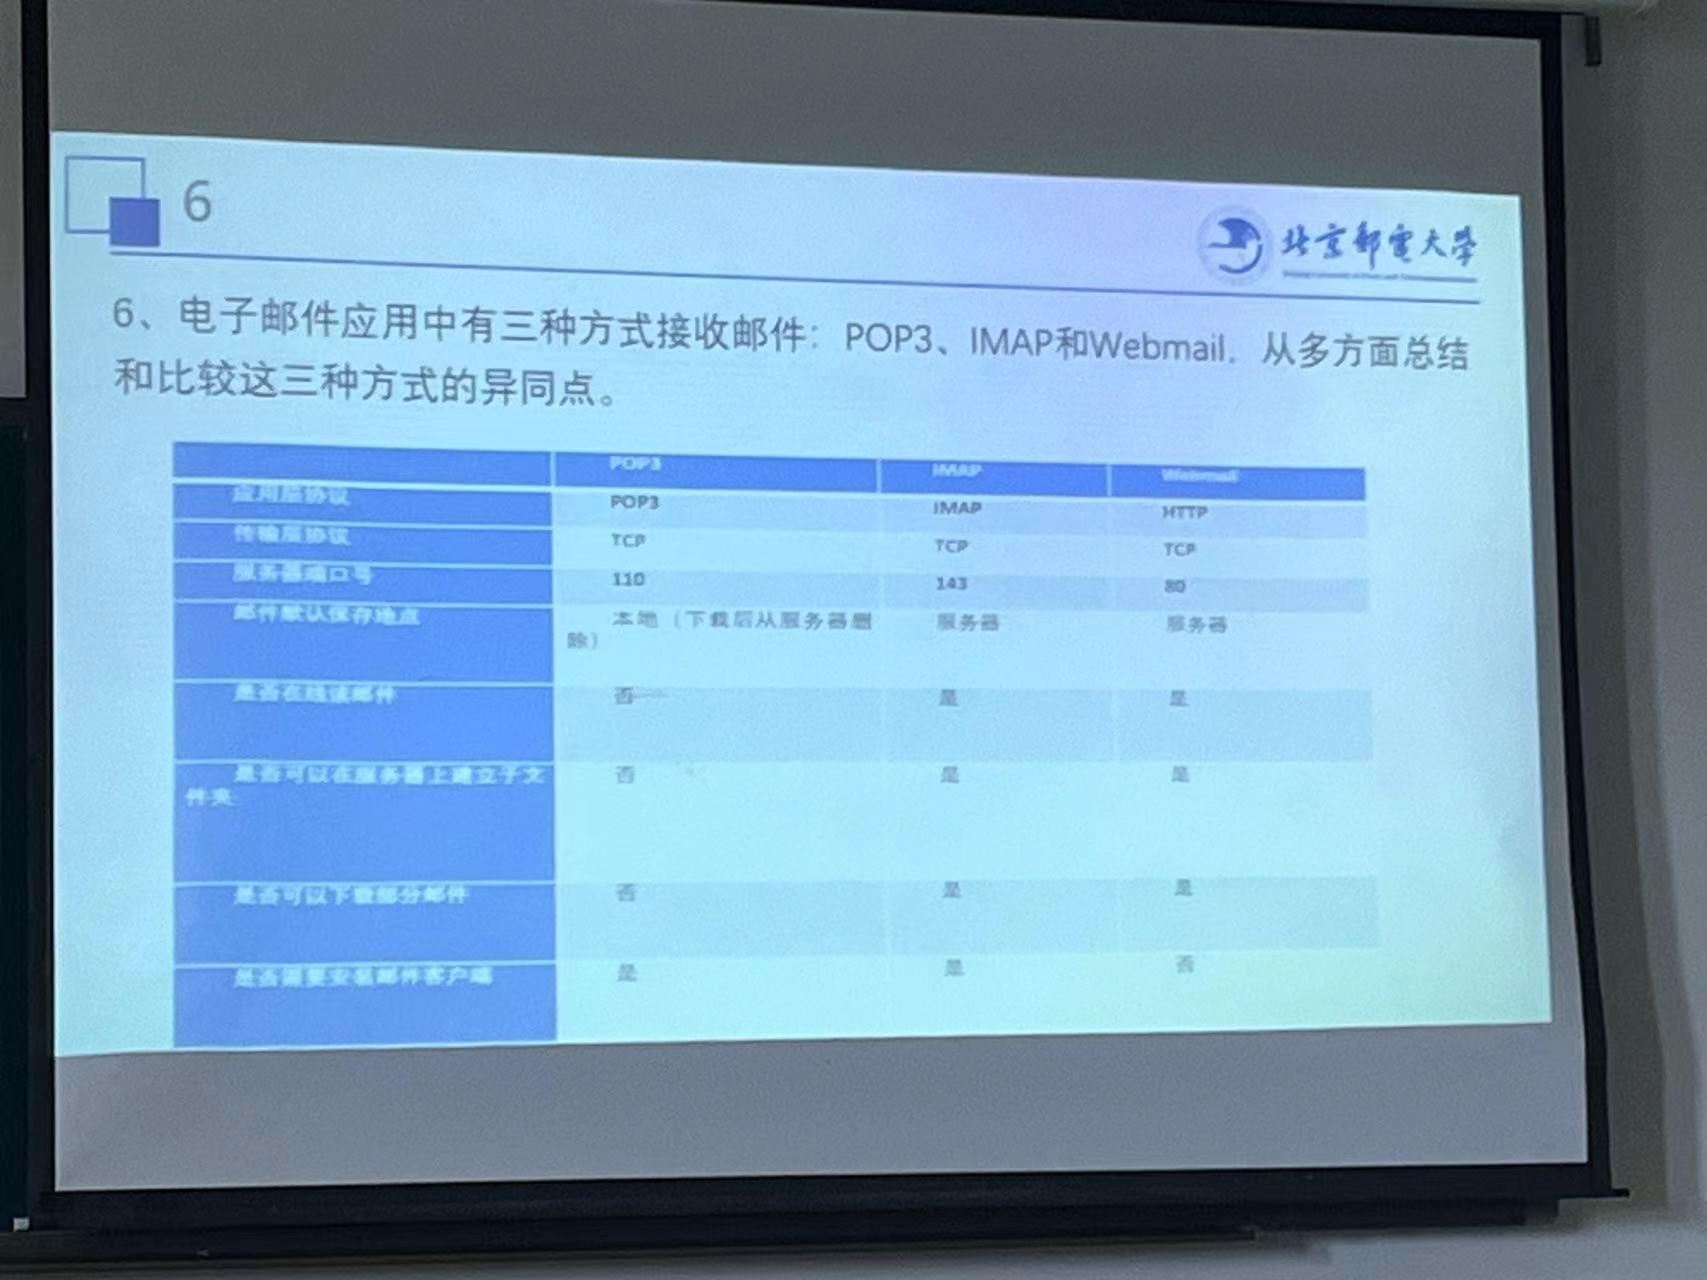 6
北京邮电大学
6、电子邮件应用中有三种方式接收邮件：POP3、IMAP和Webmail．从多方面总结
和比较这三种方式的异同点。
POP3 IMAP Webmail
应用层协议 POP3 IMAP HTTP
传输层协议 TCP TCP TCP
服务器端口号 110 143 80
邮件默认保存地点 本地（下载后从服务器删 服务器 服务器
除）
是否在线读邮件 否 是 是
是否可以在服务器上建立子文 否 是 是
件夹
是否可以下载部分邮件 否 是 是
是否需要安装邮件客户端 是 是 否